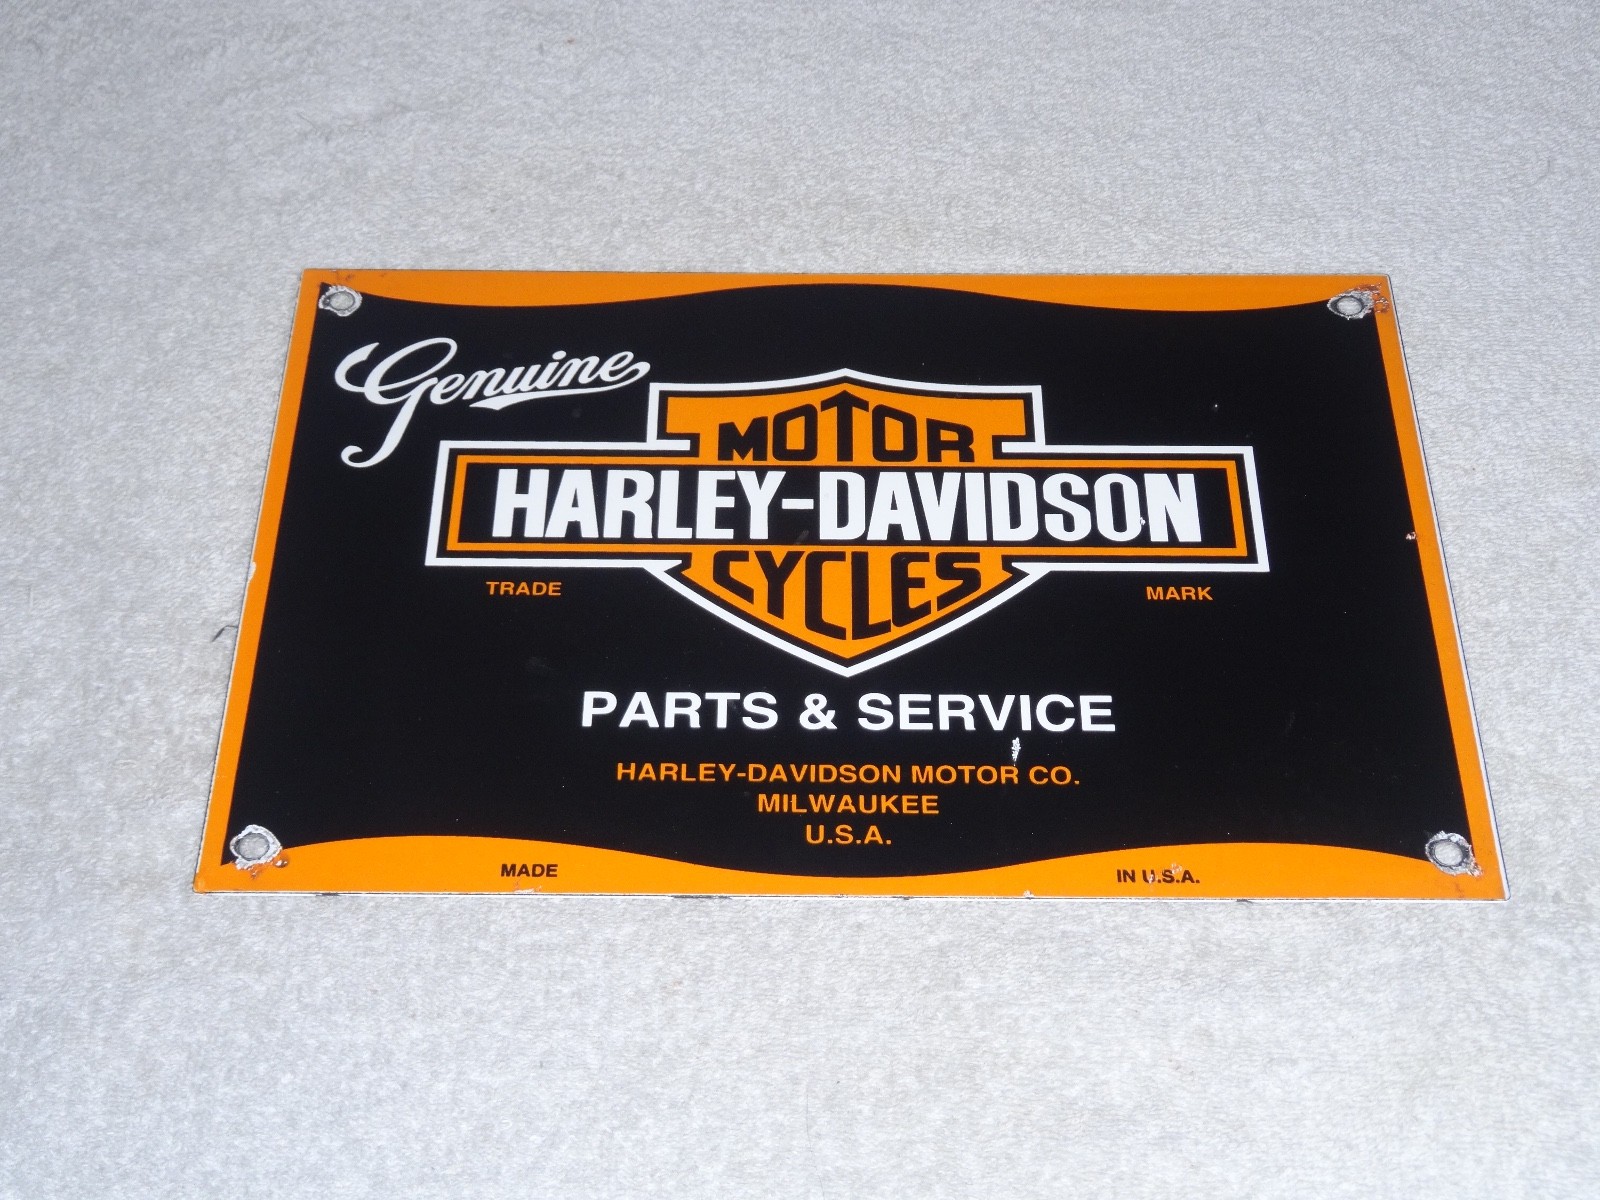 Genuine
MOTOR
HARLEY-DAVIDSON
CYCLES
TRADE MARK
PARTS & SERVICE
HARLEY-DAVIDSON MOTOR CO.
MILWAUKEE
U.S.A.
MADE IN U.S.A.